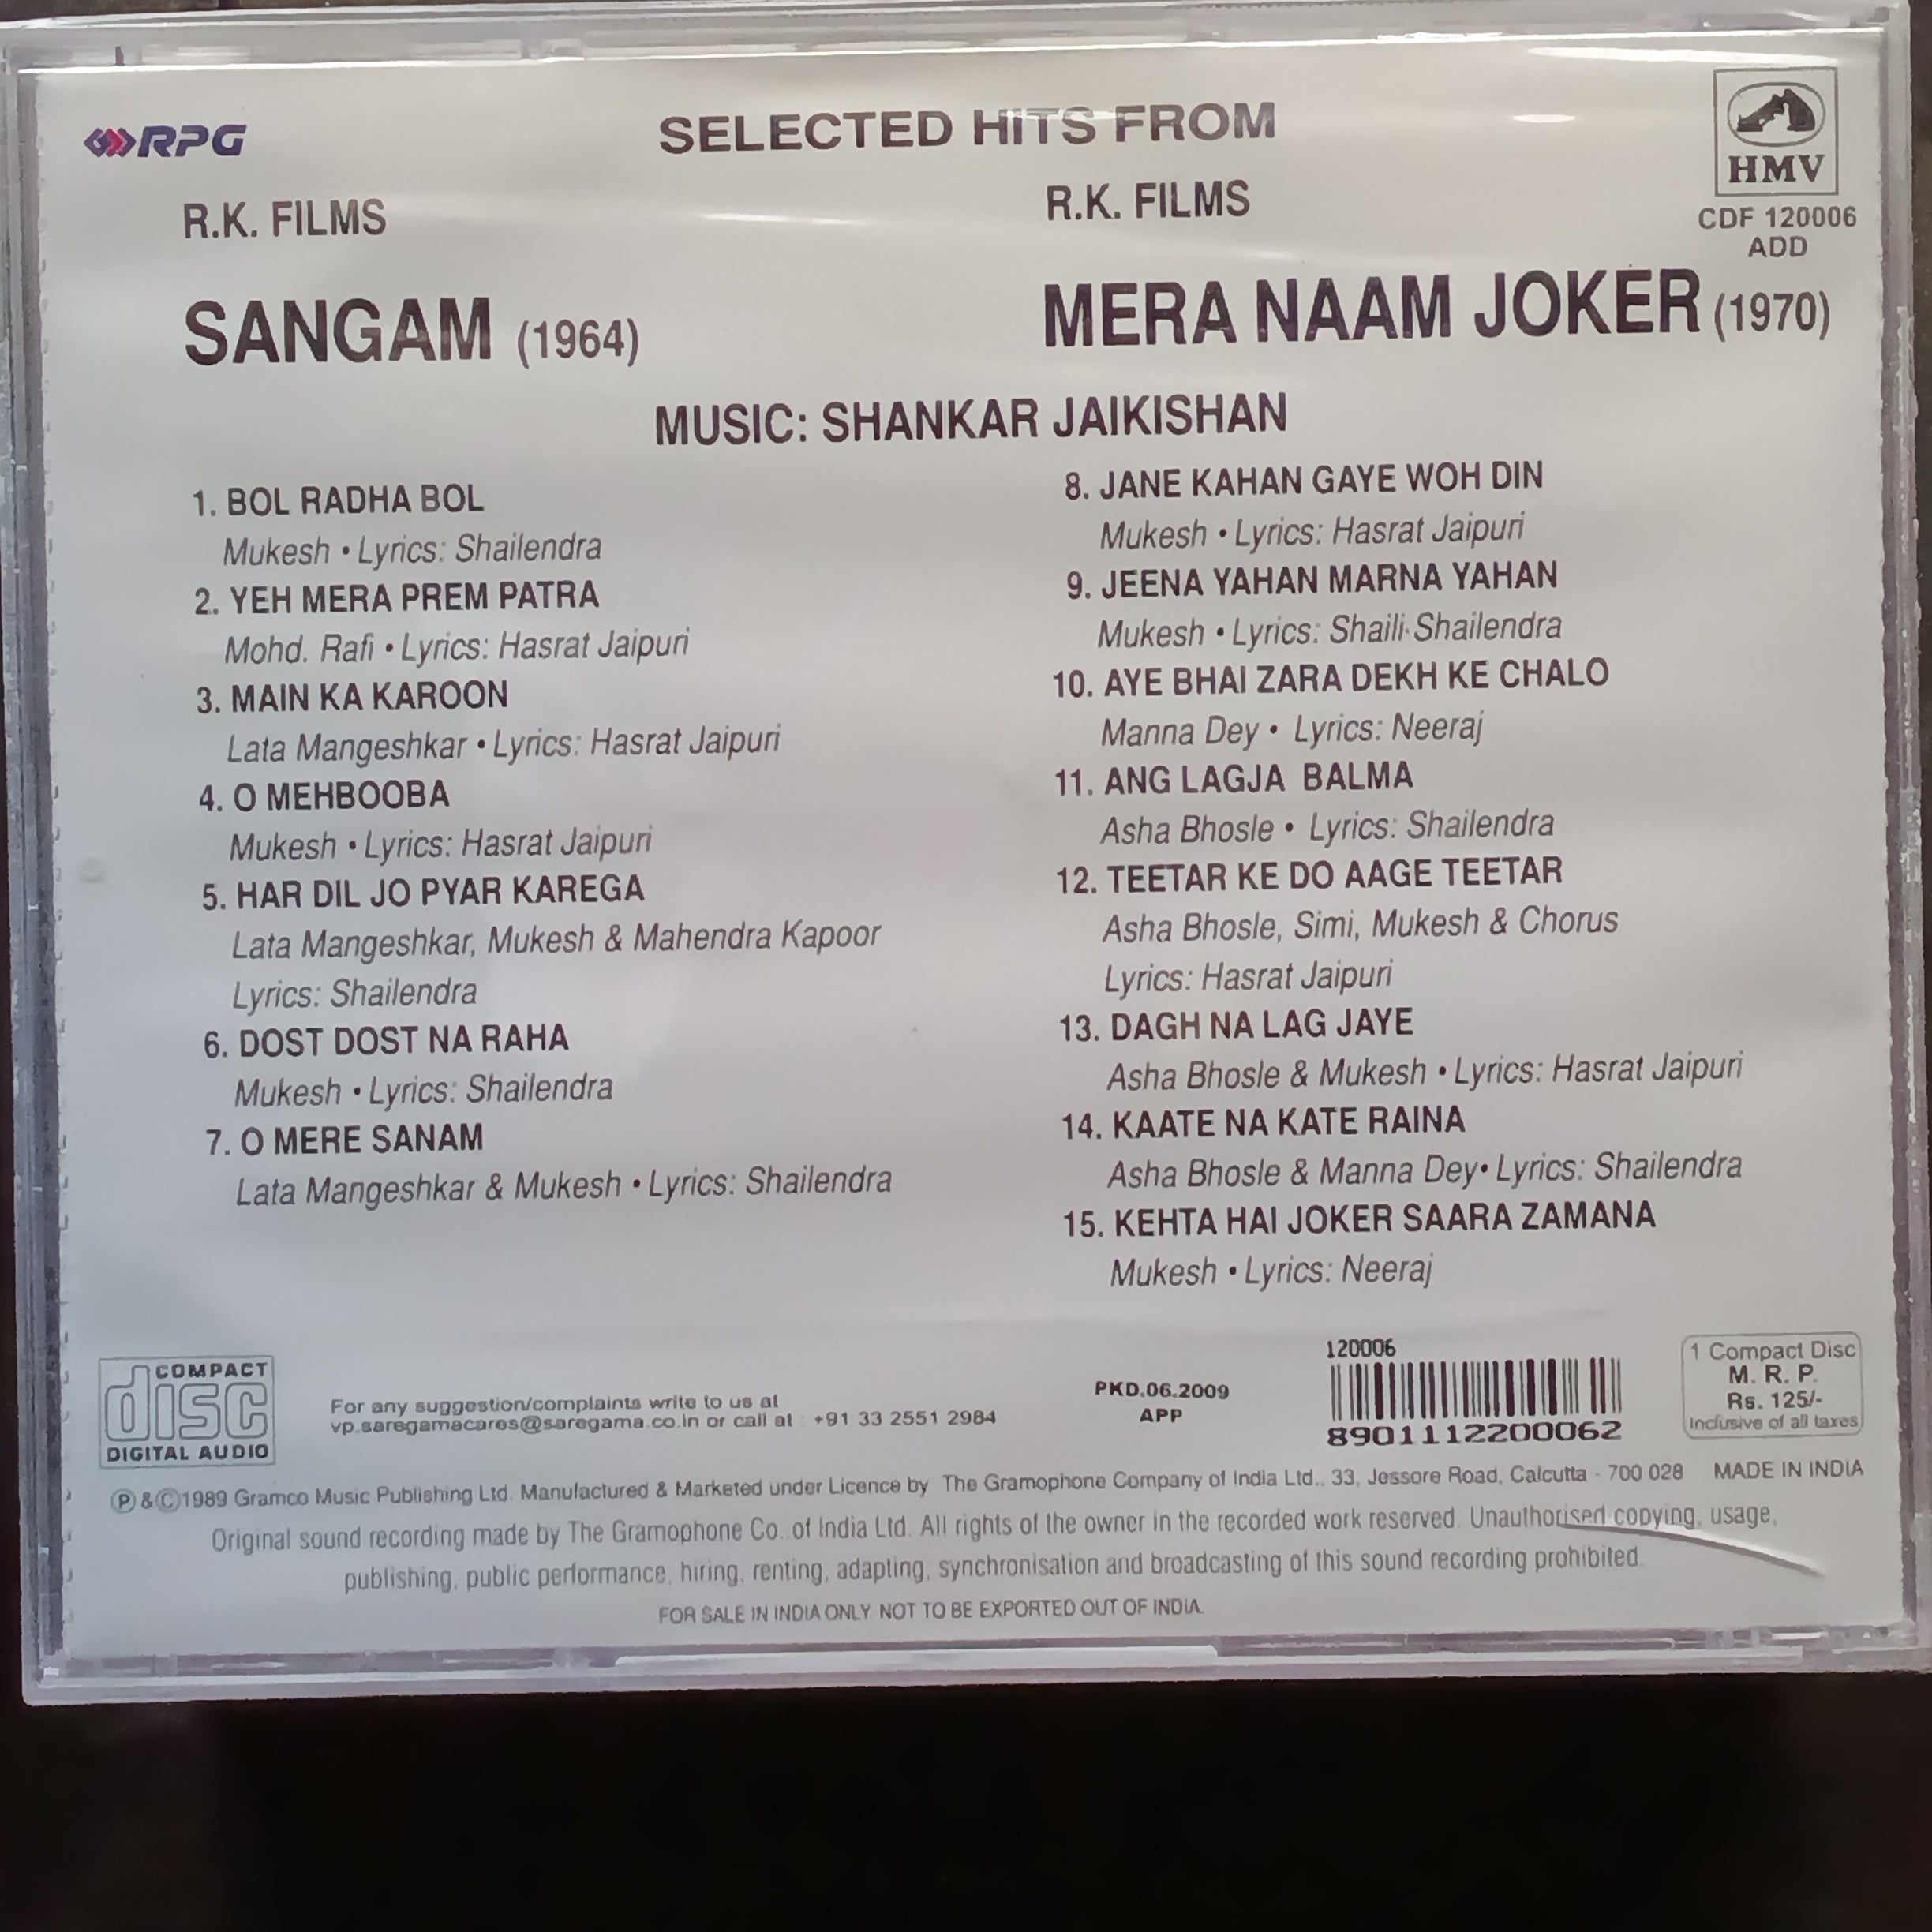 RPG
SELECTED HITS FROM
HMV
CDF 120006
ADD
R.K. FILMS
SANGAM (1964)
R.K. FILMS
MERA NAAM JOKER (1970)
MUSIC: SHANKAR JAIKISHAN
1. BOL RADHA BOL
Mukesh • Lyrics: Shailendra
2. YEH MERA PREM PATRA
Mohd. Rafi • Lyrics: Hasrat Jaipuri
3. MAIN KA KAROON
Lata Mangeshkar • Lyrics: Hasrat Jaipuri
4. O MEHBOOBA
Mukesh • Lyrics: Hasrat Jaipuri
5. HAR DIL JO PYAR KAREGA
Lata Mangeshkar, Mukesh & Mahendra Kapoor
Lyrics: Shailendra
6. DOST DOST NA RAHA
Mukesh • Lyrics: Shailendra
7. O MERE SANAM
Lata Mangeshkar & Mukesh • Lyrics: Shailendra
8. JANE KAHAN GAYE WOH DIN
Mukesh • Lyrics: Hasrat Jaipuri
9. JEENA YAHAN MARNA YAHAN
Mukesh • Lyrics: Shaili Shailendra
10. AYE BHAI ZARA DEKH KE CHALO
Manna Dey • Lyrics: Neeraj
11. ANG LAGJA BALMA
Asha Bhosle • Lyrics: Shailendra
12. TEETAR KE DO AAGE TEETAR
Asha Bhosle, Simi, Mukesh & Chorus
Lyrics: Hasrat Jaipuri
13. DAGH NA LAG JAYE
Asha Bhosle & Mukesh • Lyrics: Hasrat Jaipuri
14. KAATE NA KATE RAINA
Asha Bhosle & Manna Dey• Lyrics: Shailendra
15. KEHTA HAI JOKER SAARA ZAMANA
Mukesh • Lyrics: Neeraj
COMPACT
disc
DIGITAL AUDIO
For any suggestion/complaints write to us at
vp.saregamacares@saregama.co.in or call at : +91 33 2551 2984
PKD.06.2009
APP
120006
8901112200062
1 Compact Disc
M. R. P.
Rs. 125/-
Inclusive of all taxes
Ⓟ & Ⓒ 1989 Gramco Music Publishing Ltd. Manufactured & Marketed under Licence by The Gramophone Company of India Ltd., 33, Jessore Road, Calcutta - 700 028 MADE IN INDIA
Original sound recording made by The Gramophone Co. of India Ltd. All rights of the owner in the recorded work reserved. Unauthorised copying, usage,
publishing, public performance, hiring, renting, adapting, synchronisation and broadcasting of this sound recording prohibited.
FOR SALE IN INDIA ONLY NOT TO BE EXPORTED OUT OF INDIA.